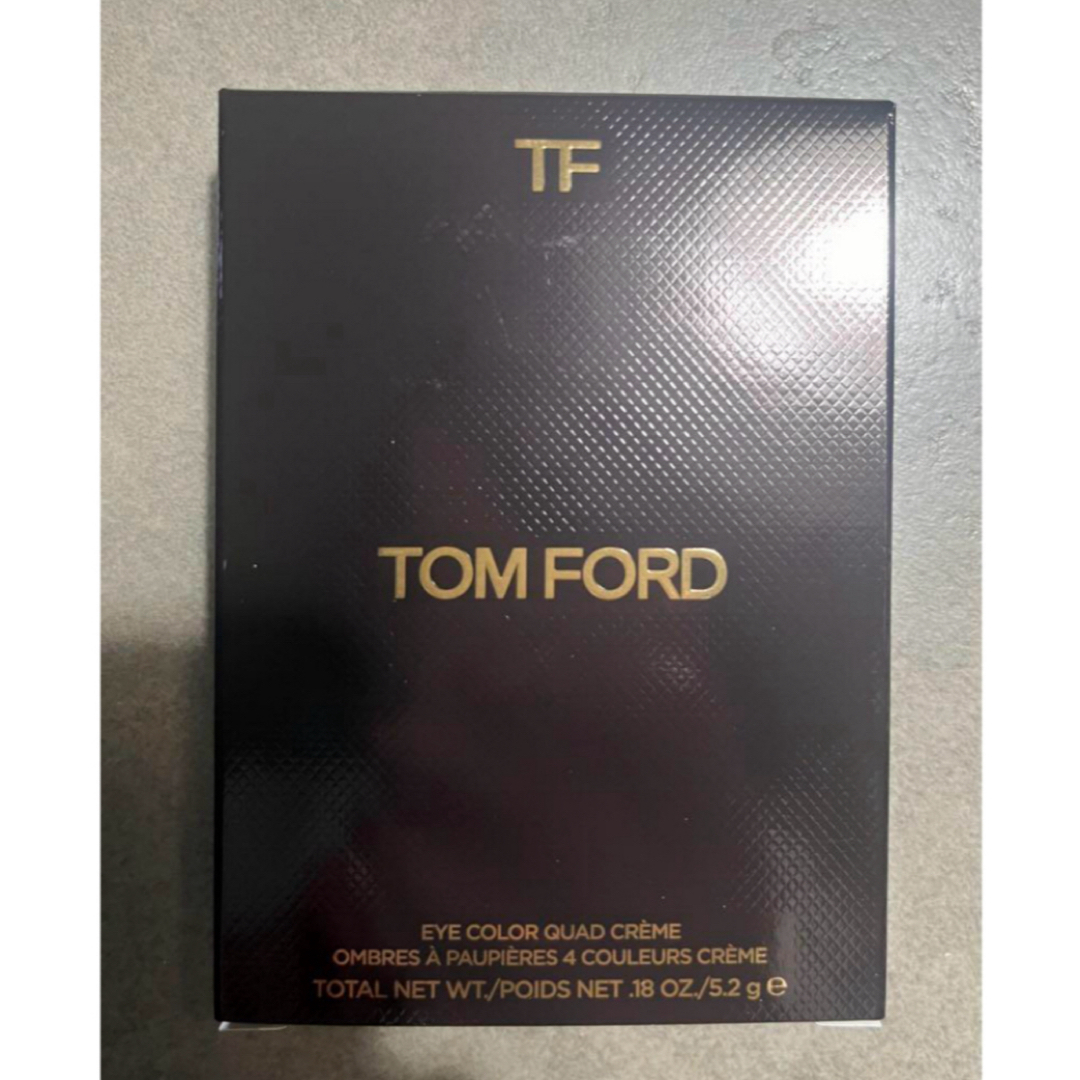 TF
TOM FORD
EYE COLOR QUAD CRÈME
OMBRES À PAUPIÈRES 4 COULEURS CRÈME
TOTAL NET WT./POIDS NET .18 OZ./5.2 g ℮